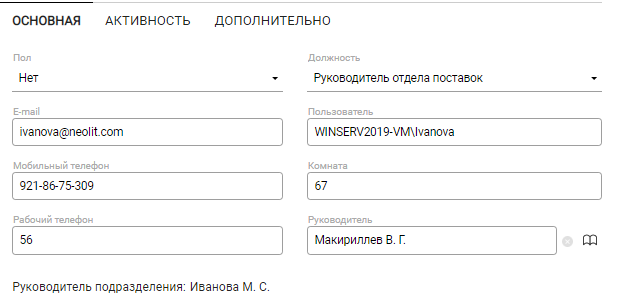 ОСНОВНАЯ АКТИВНОСТЬ ДОПОЛНИТЕЛЬНО
Пол Должность
Нет Руководитель отдела поставок
E-mail Пользователь
ivanova@neolit.com WINSERV2019-VM\Ivanova
Мобильный телефон Комната
921-86-75-309 67
Рабочий телефон Руководитель
56 Макириллев В. Г.
Руководитель подразделения: Иванова М. С.